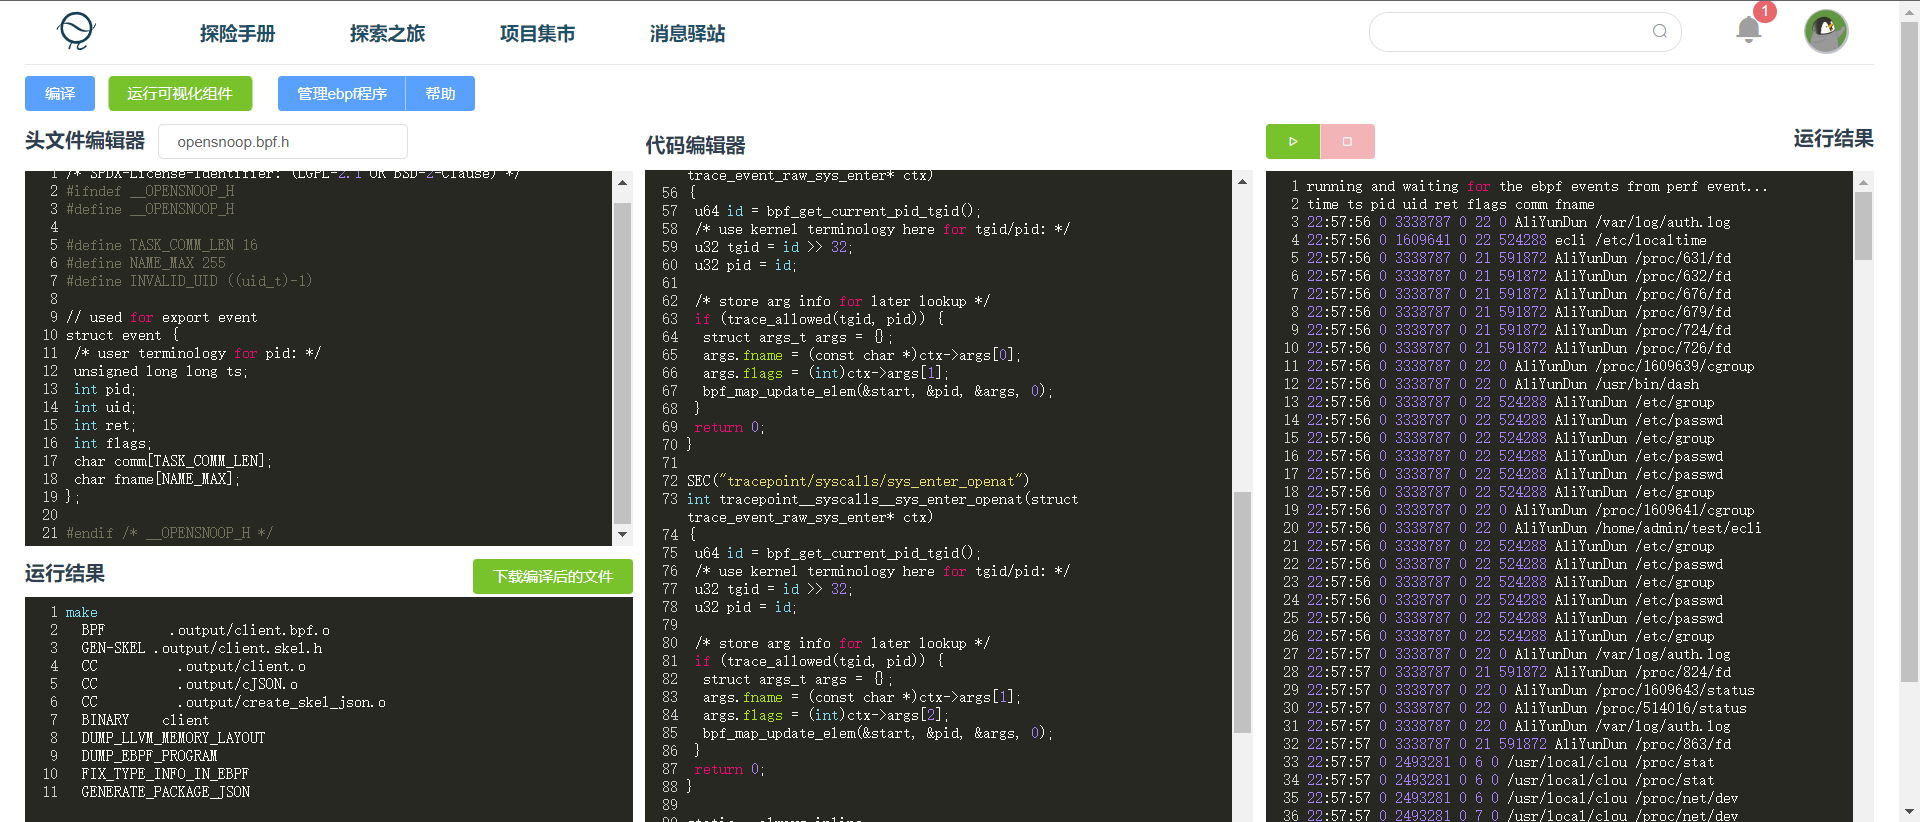 探险手册 探索之旅 项目集市 消息驿站 1
编译 运行可视化组件 管理ebpf程序 帮助
头文件编辑器 opensnoop.bpf.h
1 /* SPDX-License-Identifier: (LGPL-2.1 OR BSD-2-Clause) */
2 #ifndef __OPENSNOOP_H
3 #define __OPENSNOOP_H
4
5 #define TASK_COMM_LEN 16
6 #define NAME_MAX 255
7 #define INVALID_UID ((uid_t)-1)
8
9 // used for export event
10 struct event {
11 /* user terminology for pid: */
12 unsigned long long ts;
13 int pid;
14 int uid;
15 int ret;
16 int flags;
17 char comm[TASK_COMM_LEN];
18 char fname[NAME_MAX];
19 };
20
21 #endif /* __OPENSNOOP_H */
运行结果 下载编译后的文件
1 make
2 BPF .output/client.bpf.o
3 GEN-SKEL .output/client.skel.h
4 CC .output/client.o
5 CC .output/cJSON.o
6 CC .output/create_skel_json.o
7 BINARY client
8 DUMP_LLVM_MEMORY_LAYOUT
9 DUMP_EBPF_PROGRAM
10 FIX_TYPE_INFO_IN_EBPF
11 GENERATE_PACKAGE_JSON
代码编辑器
trace_event_raw_sys_enter* ctx)
56 {
57 u64 id = bpf_get_current_pid_tgid();
58 /* use kernel terminology here for tgid/pid: */
59 u32 tgid = id >> 32;
60 u32 pid = id;
61
62 /* store arg info for later lookup */
63 if (trace_allowed(tgid, pid)) {
64 struct args_t args = {};
65 args.fname = (const char *)ctx->args[0];
66 args.flags = (int)ctx->args[1];
67 bpf_map_update_elem(&start, &pid, &args, 0);
68 }
69 return 0;
70 }
71
72 SEC("tracepoint/syscalls/sys_enter_openat")
73 int tracepoint__syscalls__sys_enter_openat(struct
trace_event_raw_sys_enter* ctx)
74 {
75 u64 id = bpf_get_current_pid_tgid();
76 /* use kernel terminology here for tgid/pid: */
77 u32 tgid = id >> 32;
78 u32 pid = id;
79
80 /* store arg info for later lookup */
81 if (trace_allowed(tgid, pid)) {
82 struct args_t args = {};
83 args.fname = (const char *)ctx->args[1];
84 args.flags = (int)ctx->args[2];
85 bpf_map_update_elem(&start, &pid, &args, 0);
86 }
87 return 0;
88 }
89
90 static __always_inline
运行结果
1 running and waiting for the ebpf events from perf event...
2 time ts pid uid ret flags comm fname
3 22:57:56 0 3338787 0 22 0 AliYunDun /var/log/auth.log
4 22:57:56 0 1609641 0 22 524288 ecli /etc/localtime
5 22:57:56 0 3338787 0 21 591872 AliYunDun /proc/631/fd
6 22:57:56 0 3338787 0 21 591872 AliYunDun /proc/632/fd
7 22:57:56 0 3338787 0 21 591872 AliYunDun /proc/676/fd
8 22:57:56 0 3338787 0 21 591872 AliYunDun /proc/679/fd
9 22:57:56 0 3338787 0 21 591872 AliYunDun /proc/724/fd
10 22:57:56 0 3338787 0 21 591872 AliYunDun /proc/726/fd
11 22:57:56 0 3338787 0 22 0 AliYunDun /proc/1609639/cgroup
12 22:57:56 0 3338787 0 22 0 AliYunDun /usr/bin/dash
13 22:57:56 0 3338787 0 22 524288 AliYunDun /etc/group
14 22:57:56 0 3338787 0 22 524288 AliYunDun /etc/passwd
15 22:57:56 0 3338787 0 22 524288 AliYunDun /etc/group
16 22:57:56 0 3338787 0 22 524288 AliYunDun /etc/passwd
17 22:57:56 0 3338787 0 22 524288 AliYunDun /etc/passwd
18 22:57:56 0 3338787 0 22 524288 AliYunDun /etc/group
19 22:57:56 0 3338787 0 22 0 AliYunDun /proc/1609641/cgroup
20 22:57:56 0 3338787 0 22 0 AliYunDun /home/admin/test/ecli
21 22:57:56 0 3338787 0 22 524288 AliYunDun /etc/group
22 22:57:56 0 3338787 0 22 524288 AliYunDun /etc/passwd
23 22:57:56 0 3338787 0 22 524288 AliYunDun /etc/group
24 22:57:56 0 3338787 0 22 524288 AliYunDun /etc/passwd
25 22:57:56 0 3338787 0 22 524288 AliYunDun /etc/passwd
26 22:57:56 0 3338787 0 22 524288 AliYunDun /etc/group
27 22:57:57 0 3338787 0 22 0 AliYunDun /var/log/auth.log
28 22:57:57 0 3338787 0 21 591872 AliYunDun /proc/824/fd
29 22:57:57 0 3338787 0 22 0 AliYunDun /proc/1609643/status
30 22:57:57 0 3338787 0 22 0 AliYunDun /proc/514016/status
31 22:57:57 0 3338787 0 22 0 AliYunDun /var/log/auth.log
32 22:57:57 0 3338787 0 21 591872 AliYunDun /proc/863/fd
33 22:57:57 0 2493281 0 6 0 /usr/local/clou /proc/stat
34 22:57:57 0 2493281 0 6 0 /usr/local/clou /proc/stat
35 22:57:57 0 2493281 0 6 0 /usr/local/clou /proc/net/dev
36 22:57:57 0 2493281 0 7 0 /usr/local/clou /proc/net/dev